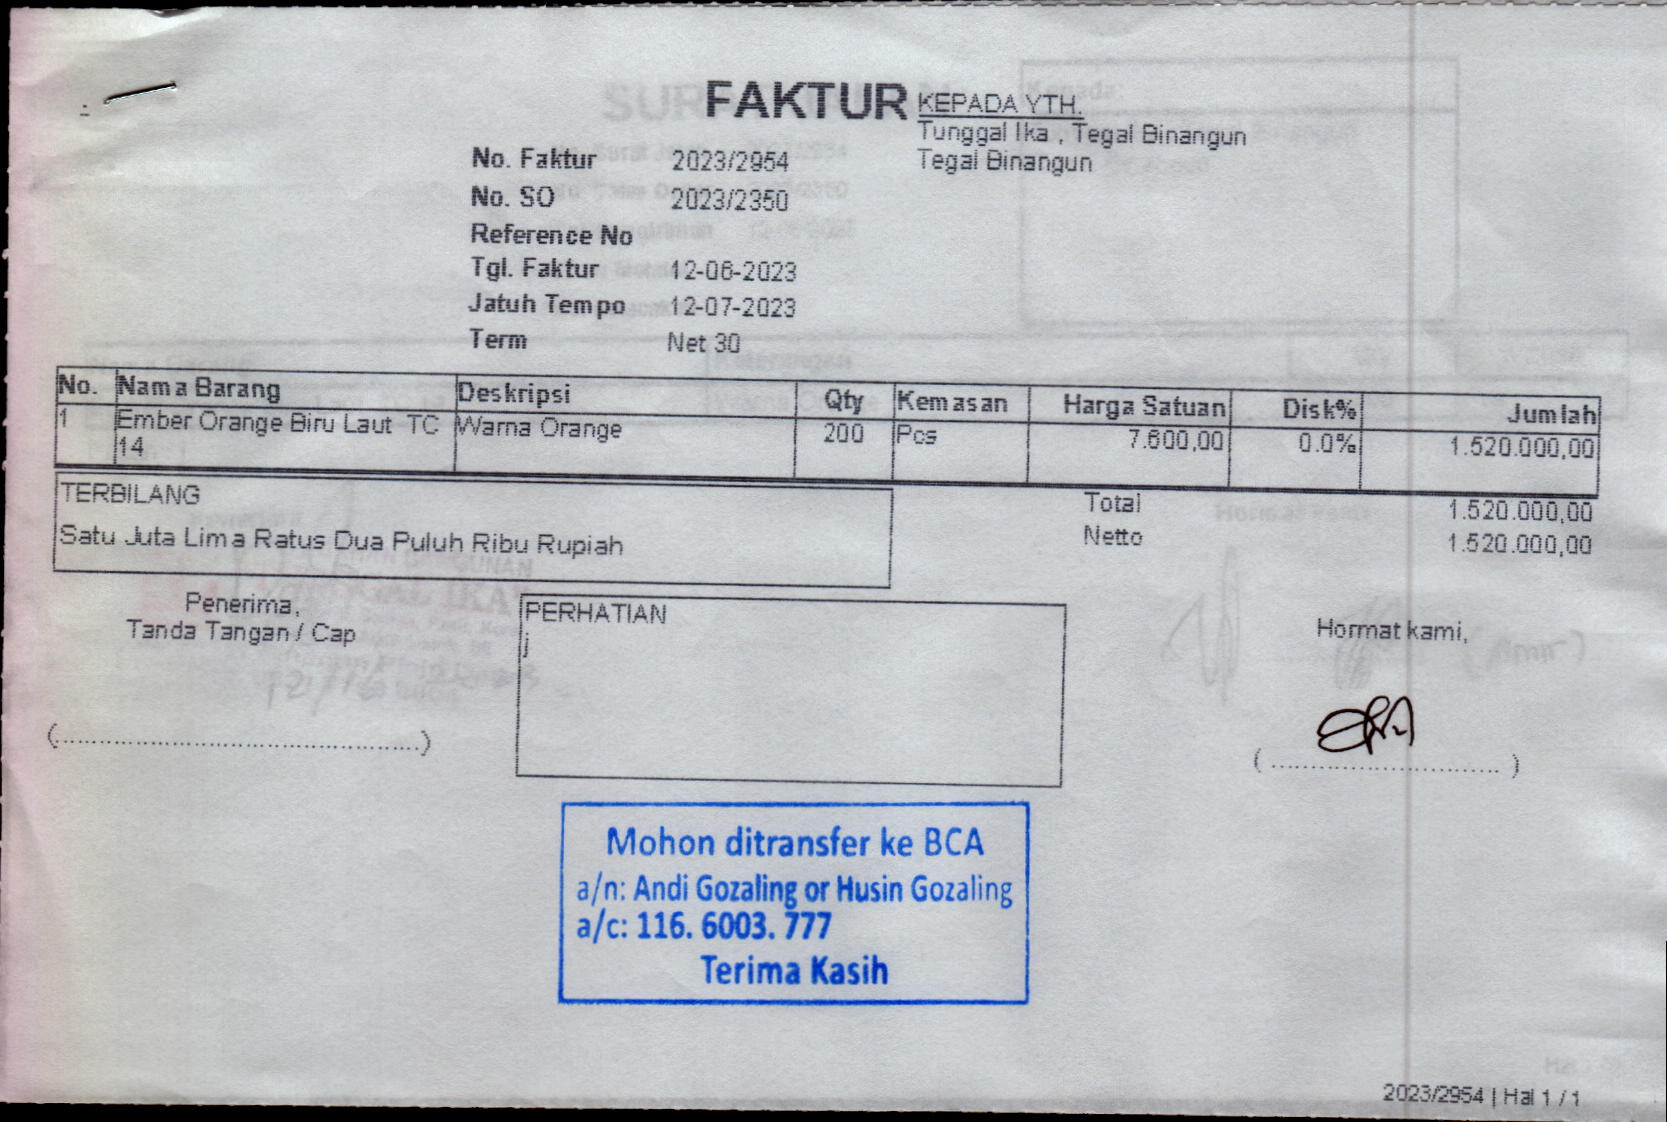 FAKTUR
KEPADA YTH.
Tunggal Ika , Tegal Binangun
Tegal Binangun
No. Faktur 2023/2954
No. SO 2023/2350
Reference No
Tgl. Faktur 12-06-2023
Jatuh Tempo 12-07-2023
Term Net 30
No. Nama Barang Deskripsi Qty Kemasan Harga Satuan Disk% Jumlah
1 Ember Orange Biru Laut TC Warna Orange 200 Pcs 7.600,00 0.0% 1.520.000,00
14
TERBILANG
Satu Juta Lima Ratus Dua Puluh Ribu Rupiah
Total 1.520.000,00
Netto 1.520.000,00
Penerima,
Tanda Tangan / Cap
PERHATIAN
j
Hormat kami,
Mohon ditransfer ke BCA
a/n: Andi Gozaling or Husin Gozaling
a/c: 116. 6003. 777
Terima Kasih
2023/2954 | Hal 1 / 1